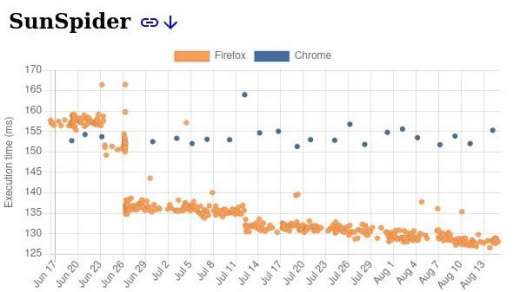 SunSpider
Firefox Chrome
170
165
160
155
150
145
140
135
130
125
Execution time (ms)
Jun 17 Jun 20 Jun 23 Jun 26 Jun 29 Jul 2 Jul 5 Jul 8 Jul 11 Jul 14 Jul 17 Jul 20 Jul 23 Jul 26 Jul 29 Aug 1 Aug 4 Aug 7 Aug 10 Aug 13